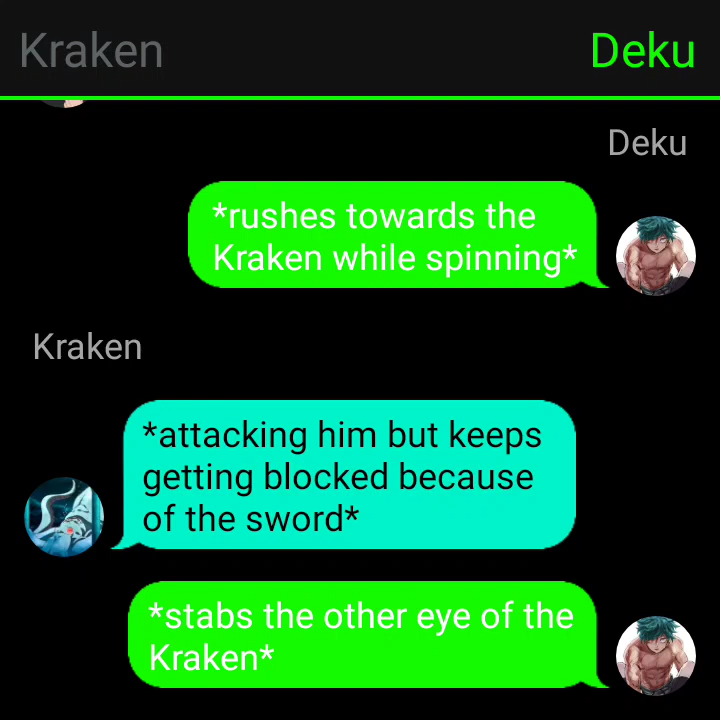 Kraken
Deku
Deku
*rushes towards the
Kraken while spinning*
Kraken
*attacking him but keeps
getting blocked because
of the sword*
*stabs the other eye of the
Kraken*